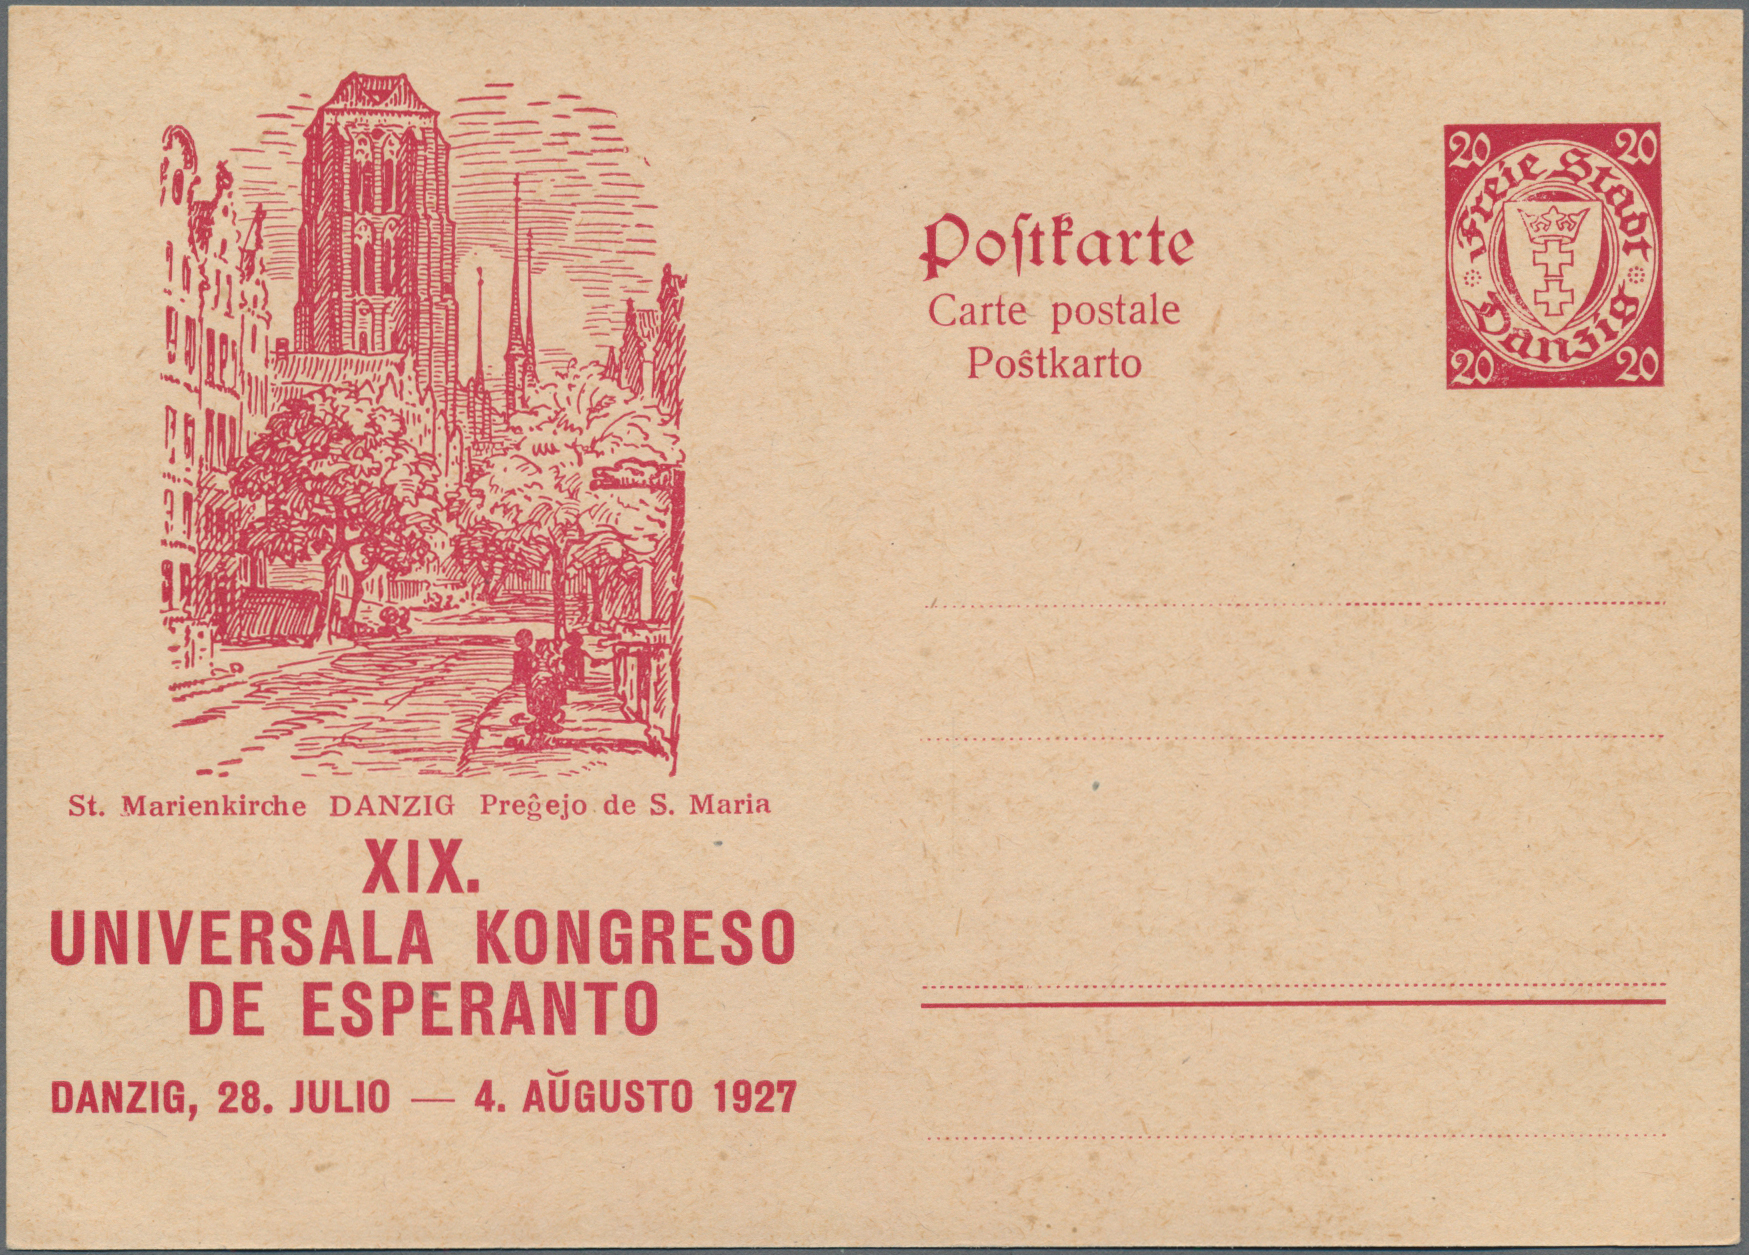 St. Marienkirche DANZIG Preĝejo de S. Maria
XIX.
UNIVERSALA KONGRESO
DE ESPERANTO
DANZIG, 28. JULIO — 4. AŬGUSTO 1927
Poſtkarte
Carte postale
Poŝtkarto
20 20
Freie Stadt
Danzig
20 20